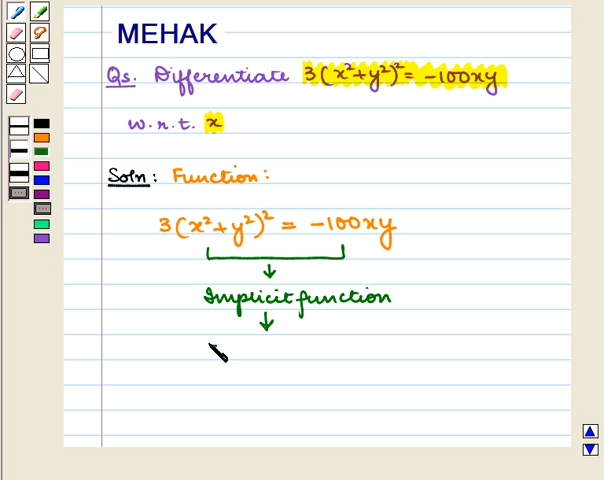 MEHAK
Qs. Differentiate 3(x²+y²)² = -100xy
w.r.t. x
Soln: Function:
3(x²+y²)² = -100xy
Implicit function